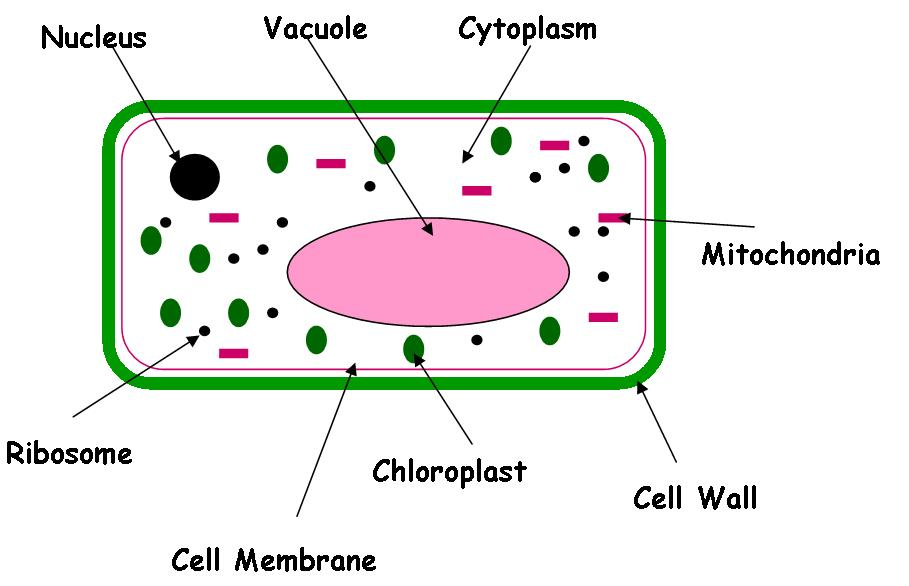 Nucleus
Vacuole
Cytoplasm
Mitochondria
Ribosome
Chloroplast
Cell Wall
Cell Membrane